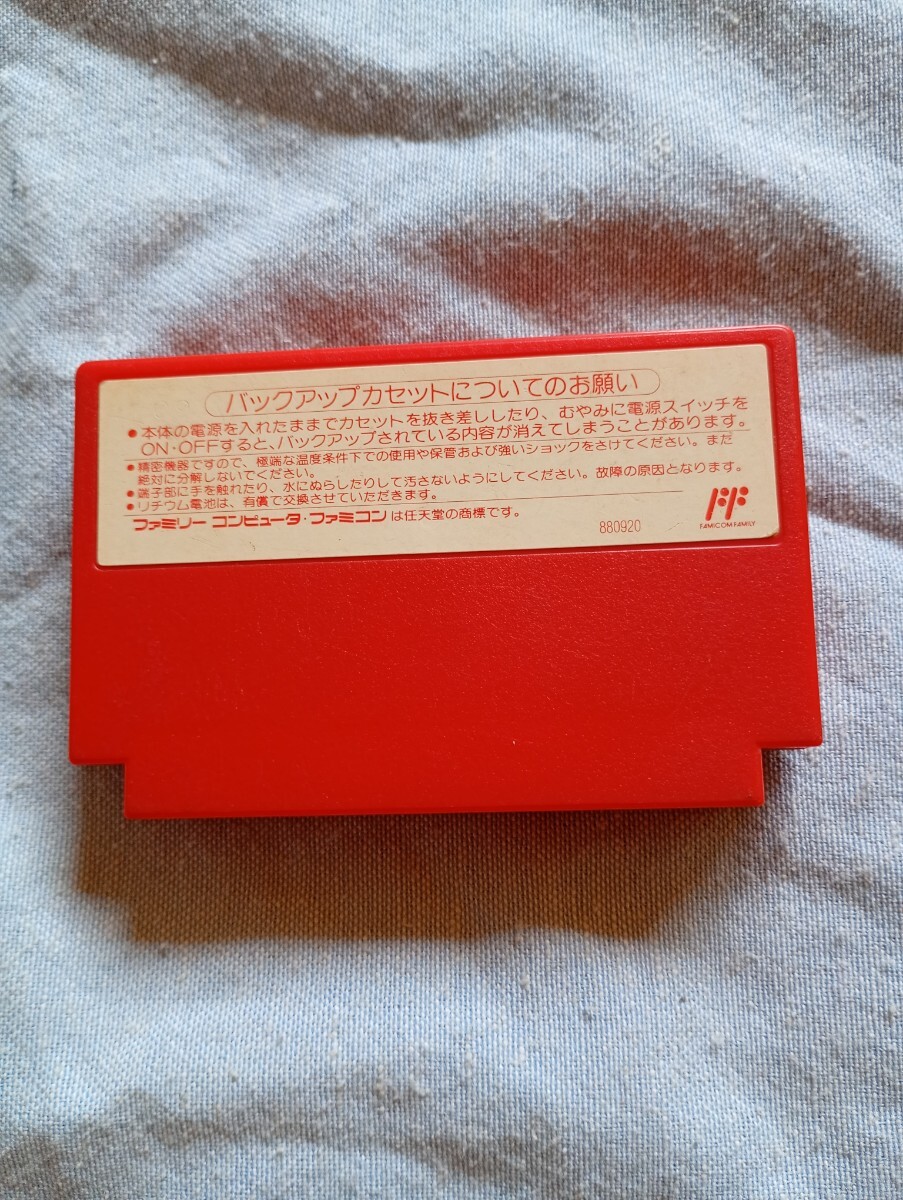 バックアップカセットについてのお願い
●本体の電源を入れたままでカセットを抜き差ししたり、むやみに電源スイッチを
ON・OFFすると、バックアップされている内容が消えてしまうことがあります。
●精密機器ですので、極端な温度条件下での使用や保管および強いショックをさけてください。まだ
絶対に分解しないでください。
●端子部に手を触れたり、水にぬらしたりして汚さないようにしてください。故障の原因となります。
●リチウム電池は、有償で交換させていただきます。
ファミリー コンピュータ・ファミコン は任天堂の商標です。
880920
FAMICOM FAMILY